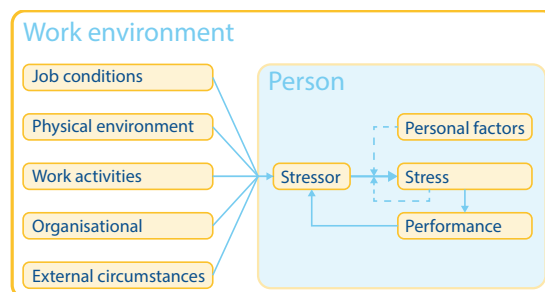 Work environment
Job conditions
Physical environment
Work activities
Organisational
External circumstances
Person
Personal factors
Stressor
Stress
Performance